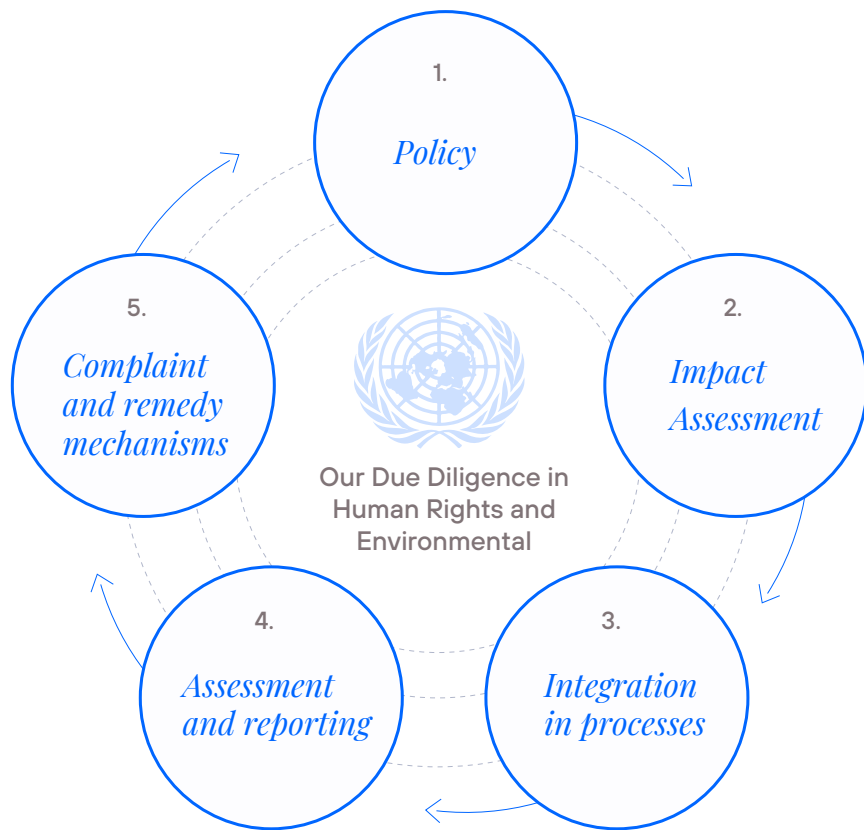 1.
Policy
2.
Impact
Assessment
3.
Integration
in processes
4.
Assessment
and reporting
5.
Complaint
and remedy
mechanisms
Our Due Diligence in
Human Rights and
Environmental